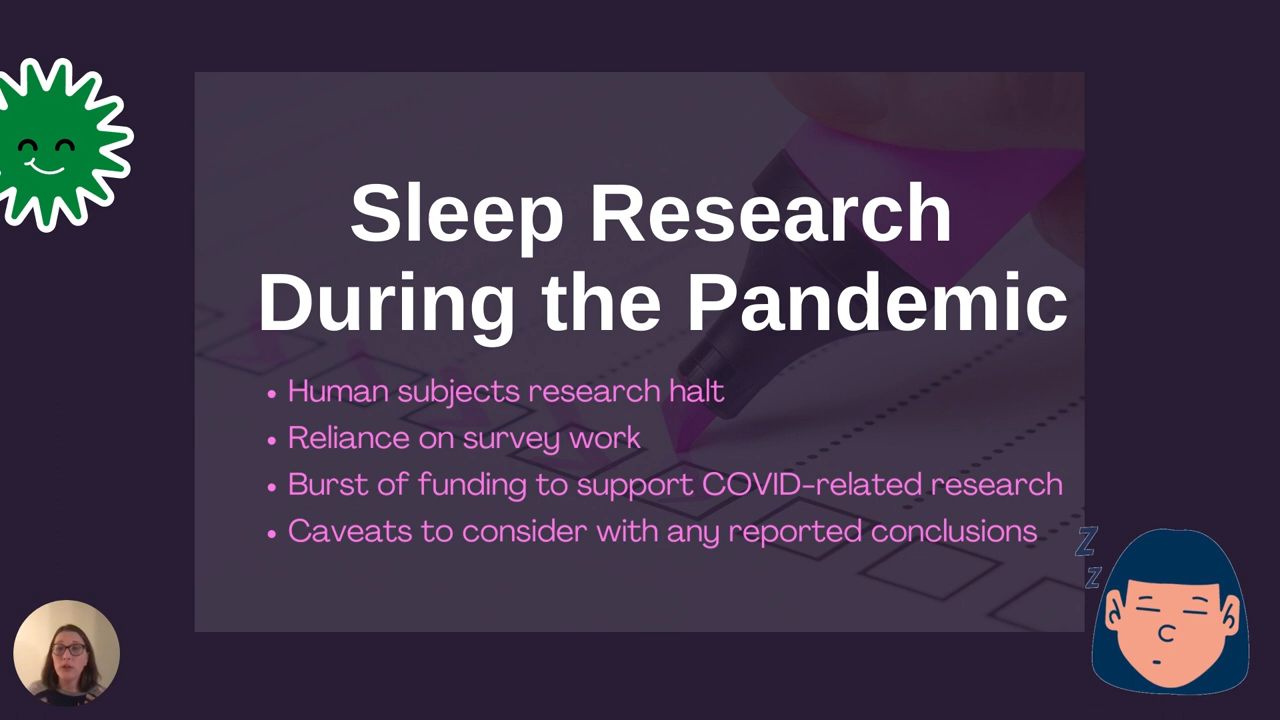 Sleep Research
During the Pandemic
• Human subjects research halt
• Reliance on survey work
• Burst of funding to support COVID-related research
• Caveats to consider with any reported conclusions
Z
Z